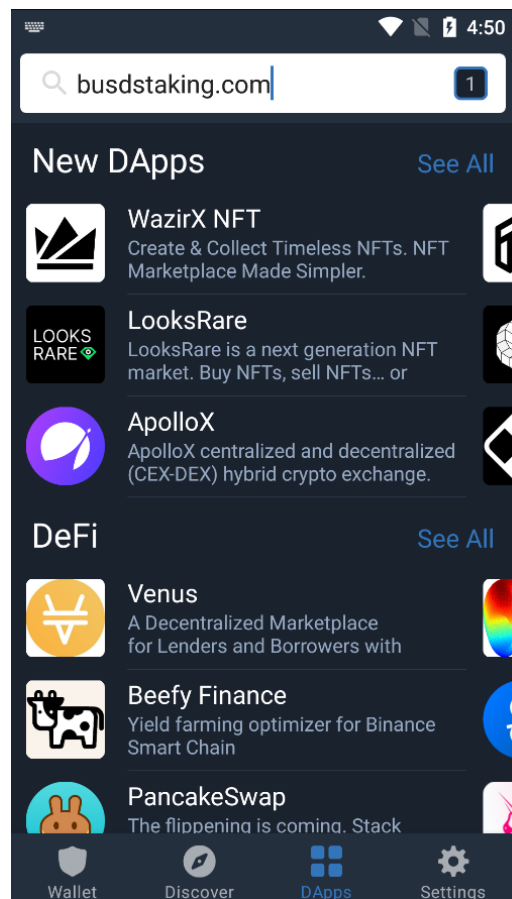 4:50
busdstaking.com
1
New DApps
See All
WazirX NFT
Create & Collect Timeless NFTs. NFT
Marketplace Made Simpler.
LOOKS
RARE
LooksRare
LooksRare is a next generation NFT
market. Buy NFTs, sell NFTs... or
ApolloX
ApolloX centralized and decentralized
(CEX-DEX) hybrid crypto exchange.
DeFi
See All
Venus
A Decentralized Marketplace
for Lenders and Borrowers with
Beefy Finance
Yield farming optimizer for Binance
Smart Chain
PancakeSwap
The flippening is coming. Stack
Wallet
Discover
DApps
Settings